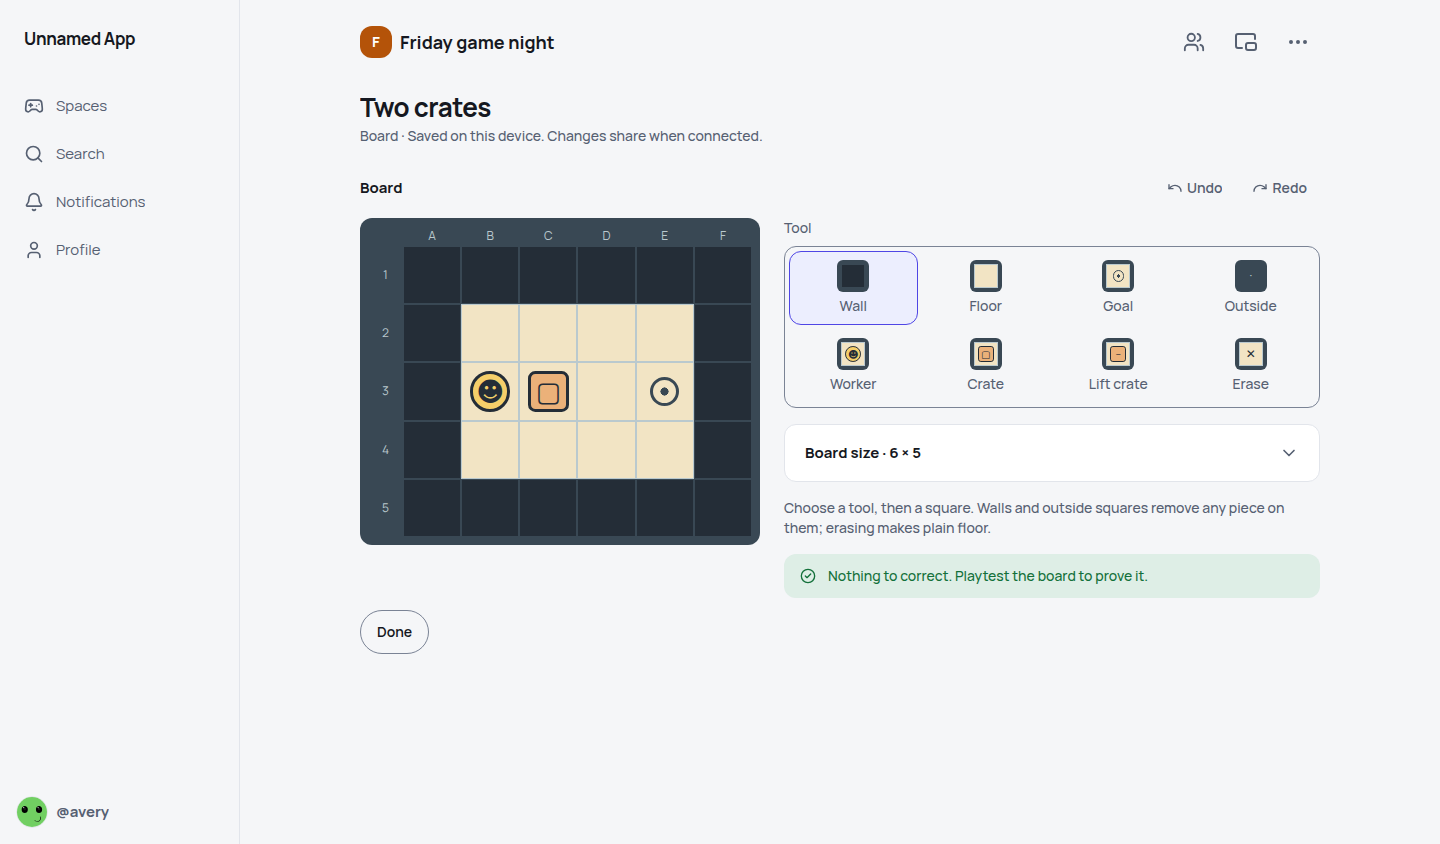 Unnamed App
Spaces
Search
Notifications
Profile
@avery
F Friday game night
Two crates
Board · Saved on this device. Changes share when connected.
Board
Undo Redo
A B C D E F
1
2
3
4
5
Tool
Wall Floor Goal Outside
Worker Crate Lift crate Erase
Board size · 6 × 5
Choose a tool, then a square. Walls and outside squares remove any piece on
them; erasing makes plain floor.
Nothing to correct. Playtest the board to prove it.
Done